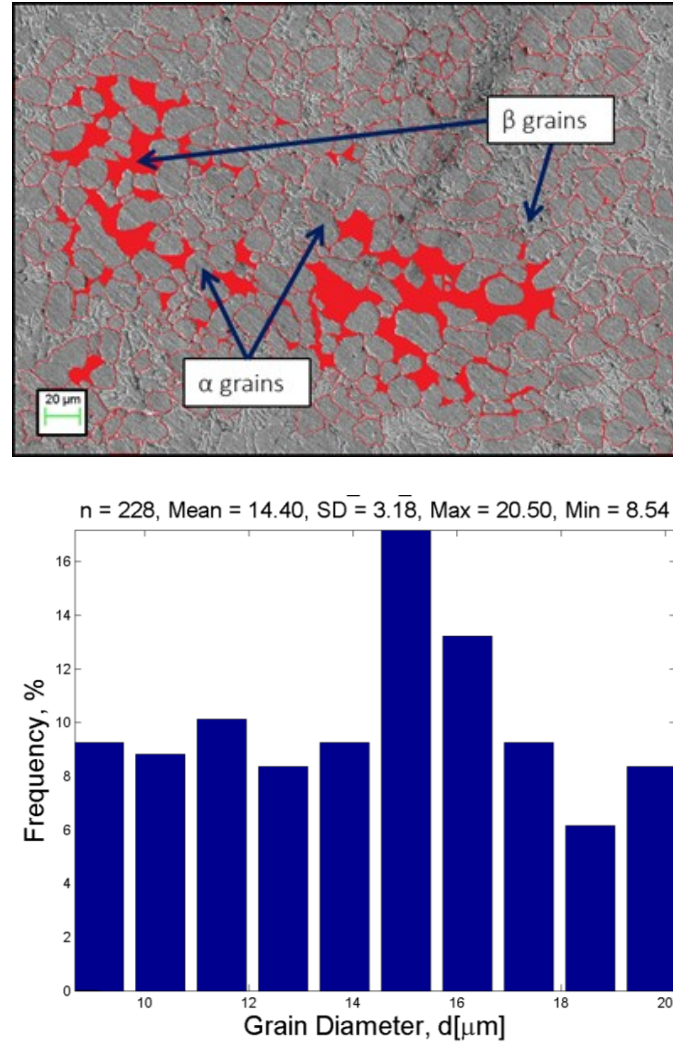 β grains
α grains
20 μm
n = 228, Mean = 14.40, SD = 3.18, Max = 20.50, Min = 8.54
16
14
12
10
8
6
4
2
0
Frequency, %
10 12 14 16 18 20
Grain Diameter, d[μm]